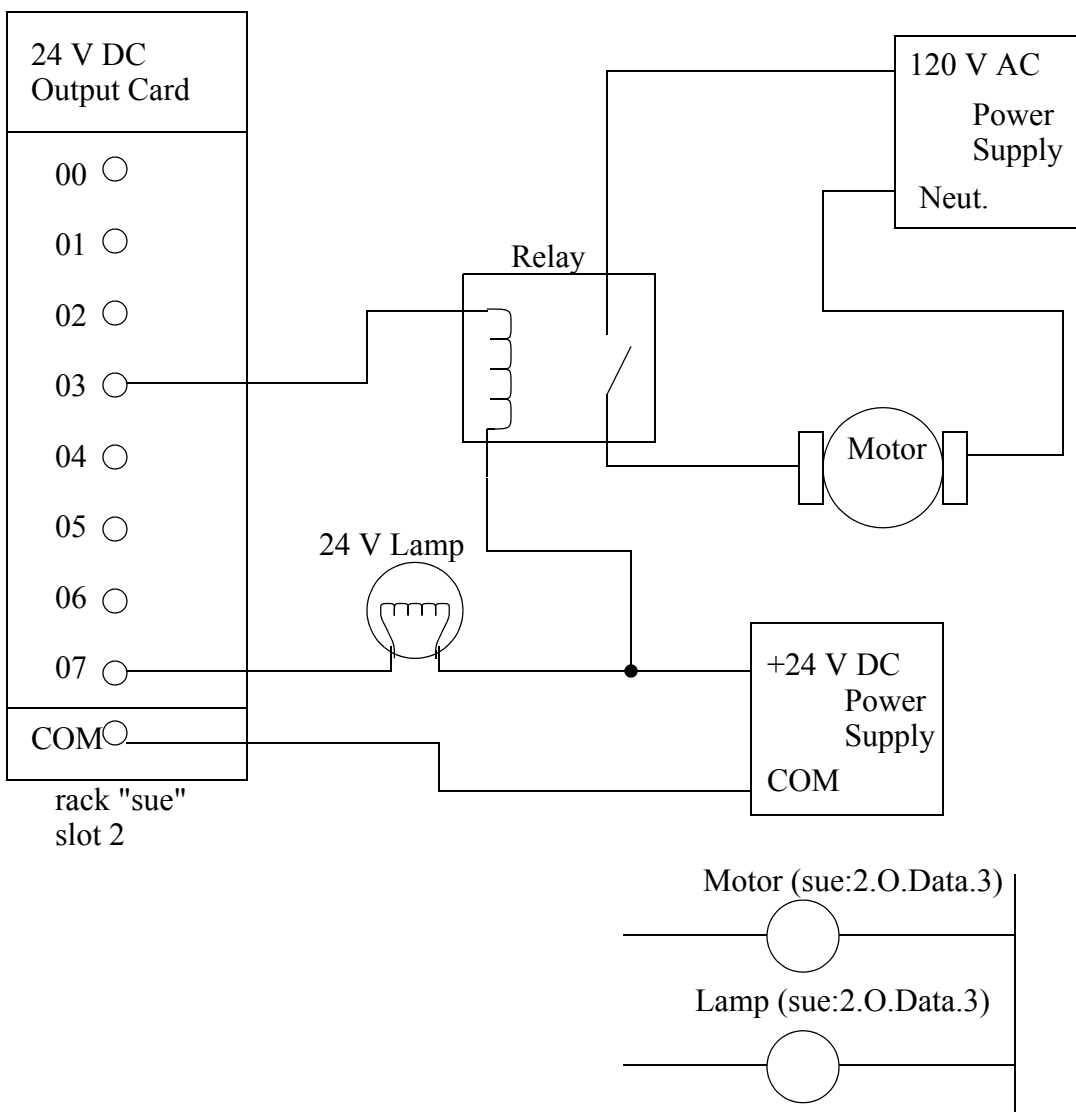 24 V DC
Output Card
00
01
02
03
04
05
06
07
COM
rack "sue"
slot 2
120 V AC
Power
Supply
Neut.
Relay
Motor
24 V Lamp
+24 V DC
Power
Supply
COM
Motor (sue:2.O.Data.3)
Lamp (sue:2.O.Data.3)